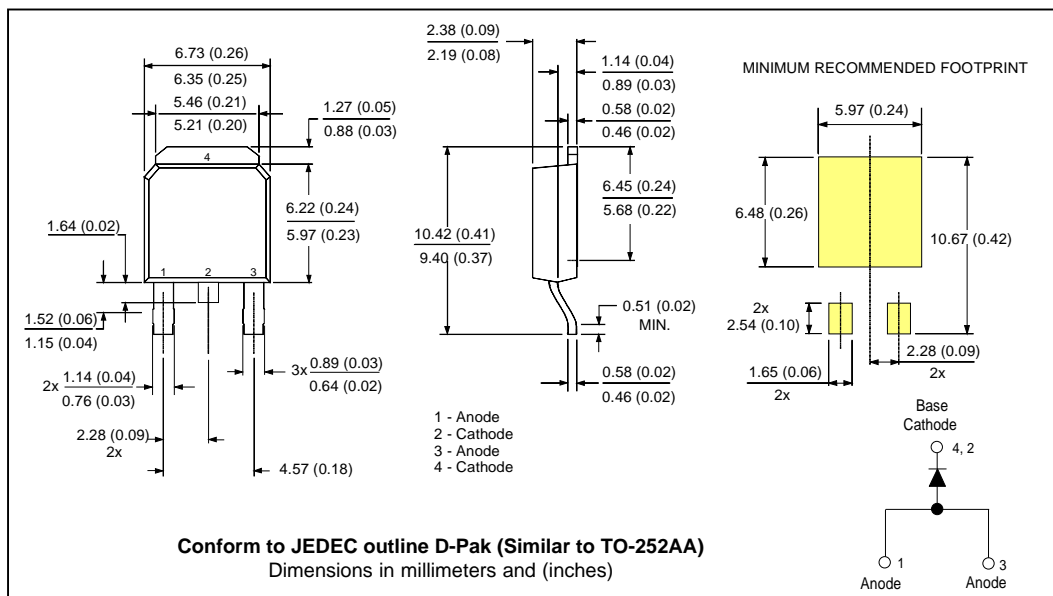 6.73 (0.26)
6.35 (0.25)
5.46 (0.21)
5.21 (0.20)
1.27 (0.05)
0.88 (0.03)
4
6.22 (0.24)
5.97 (0.23)
1.64 (0.02)
1
2
3
1.52 (0.06)
1.15 (0.04)
2x
1.14 (0.04)
0.76 (0.03)
3x
0.89 (0.03)
0.64 (0.02)
2.28 (0.09)
2x
4.57 (0.18)
2.38 (0.09)
2.19 (0.08)
1.14 (0.04)
0.89 (0.03)
0.58 (0.02)
0.46 (0.02)
6.45 (0.24)
5.68 (0.22)
10.42 (0.41)
9.40 (0.37)
0.51 (0.02)
MIN.
0.58 (0.02)
0.46 (0.02)
1 - Anode
2 - Cathode
3 - Anode
4 - Cathode
MINIMUM RECOMMENDED FOOTPRINT
5.97 (0.24)
6.48 (0.26)
10.67 (0.42)
2x
2.54 (0.10)
2.28 (0.09)
2x
1.65 (0.06)
2x
Base
Cathode
4, 2
1
Anode
3
Anode
Conform to JEDEC outline D-Pak (Similar to TO-252AA)
Dimensions in millimeters and (inches)